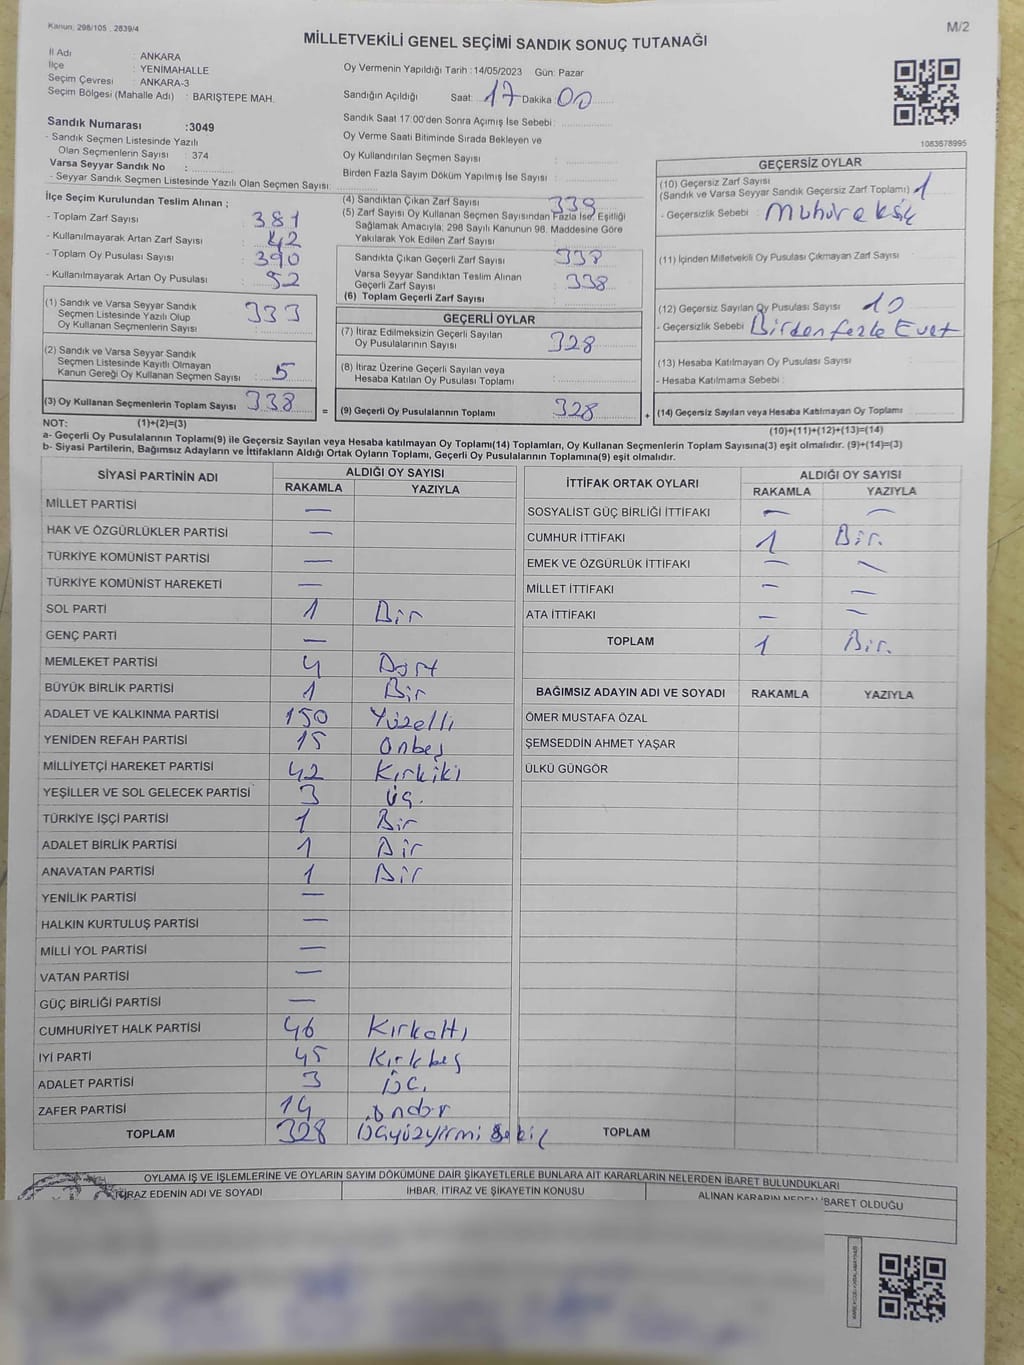 Kanun: 298/105 , 2839/4
M/2
MİLLETVEKİLİ GENEL SEÇİMİ SANDIK SONUÇ TUTANAĞI
İl Adı : ANKARA
İlçe : YENİMAHALLE
Seçim Çevresi : ANKARA-3
Seçim Bölgesi (Mahalle Adı) : BARIŞTEPE MAH.
Oy Vermenin Yapıldığı Tarih : 14/05/2023 Gün: Pazar
Sandığın Açıldığı Saat: 17 Dakika 00
Sandık Saat 17:00'den Sonra Açımış İse Sebebi :
Oy Verme Saati Bitiminde Sırada Bekleyen ve
Oy Kullandırılan Seçmen Sayısı :
Birden Fazla Sayım Döküm Yapılmış İse Sayısı :
1083678995
Sandık Numarası :3049
- Sandık Seçmen Listesinde Yazılı
Olan Seçmenlerin Sayısı : 374
Varsa Seyyar Sandık No :
- Seyyar Sandık Seçmen Listesinde Yazılı Olan Seçmen Sayısı:
İlçe Seçim Kurulundan Teslim Alınan ;
- Toplam Zarf Sayısı : 381
- Kullanılmayarak Artan Zarf Sayısı : 42
- Toplam Oy Pusulası Sayısı : 390
- Kullanılmayarak Artan Oy Pusulası : 52
(1) Sandık ve Varsa Seyyar Sandık
Seçmen Listesinde Yazılı Olup
Oy Kullanan Seçmenlerin Sayısı : 333
(2) Sandık ve Varsa Seyyar Sandık
Seçmen Listesinde Kayıtlı Olmayan
Kanun Gereği Oy Kullanan Seçmen Sayısı : 5
(3) Oy Kullanan Seçmenlerin Toplam Sayısı : 338
(4) Sandıktan Çıkan Zarf Sayısı : 339
(5) Zarf Sayısı Oy Kullanan Seçmen Sayısından Fazla İse, Eşitliği
Sağlamak Amacıyla; 298 Sayılı Kanunun 98. Maddesine Göre
Yakılarak Yok Edilen Zarf Sayısı :
Sandıkta Çıkan Geçerli Zarf Sayısı : 338
Varsa Seyyar Sandıktan Teslim Alınan
Geçerli Zarf Sayısı : 338
(6) Toplam Geçerli Zarf Sayısı :
GEÇERLİ OYLAR
(7) İtiraz Edilmeksizin Geçerli Sayılan
Oy Pusulalarının Sayısı : 328
(8) İtiraz Üzerine Geçerli Sayılan veya
Hesaba Katılan Oy Pusulası Toplamı :
= (9) Geçerli Oy Pusulalarının Toplamı : 328
GEÇERSİZ OYLAR
(10) Geçersiz Zarf Sayısı
(Sandık ve Varsa Seyyar Sandık Geçersiz Zarf Toplamı) : 1
- Geçersizlik Sebebi : Mühür eksik
(11) İçinden Milletvekili Oy Pusulası Çıkmayan Zarf Sayısı :
(12) Geçersiz Sayılan Oy Pusulası Sayısı : 10
- Geçersizlik Sebebi : Birden fazla Evet
(13) Hesaba Katılmayan Oy Pusulası Sayısı :
- Hesaba Katılmama Sebebi :
+ (14) Geçersiz Sayılan veya Hesaba Katılmayan Oy Toplamı :
NOT: (1)+(2)=(3)
(10)+(11)+(12)+(13)=(14)
a- Geçerli Oy Pusulaları Toplamı(9) ile Geçersiz Sayılan veya Hesaba katılmayan Oy Toplamı(14) Toplamları, Oy Kullanan Seçmenlerin Toplam Sayısına(3) eşit olmalıdır. (9)+(14)=(3)
b- Siyasi Partilerin, Bağımsız Adayların ve İttifakların Aldığı Ortak Oyların Toplamı, Geçerli Oy Pusulalarının Toplamına(9) eşit olmalıdır.
SİYASİ PARTİNİN ADI ALDIĞI OY SAYISI
RAKAMLA YAZIYLA
MİLLET PARTİSİ —
HAK VE ÖZGÜRLÜKLER PARTİSİ —
TÜRKİYE KOMÜNİST PARTİSİ —
TÜRKİYE KOMÜNİST HAREKETİ —
SOL PARTİ 1 Bir
GENÇ PARTİ —
MEMLEKET PARTİSİ 4 Dört
BÜYÜK BİRLİK PARTİSİ 1 Bir
ADALET VE KALKINMA PARTİSİ 150 Yüzelli
YENİDEN REFAH PARTİSİ 15 Onbeş
MİLLİYETÇİ HAREKET PARTİSİ 42 Kırkiki
YEŞİLLER VE SOL GELECEK PARTİSİ 3 Üç.
TÜRKİYE İŞÇİ PARTİSİ 1 Bir
ADALET BİRLİK PARTİSİ 1 Bir
ANAVATAN PARTİSİ 1 Bir
YENİLİK PARTİSİ —
HALKIN KURTULUŞ PARTİSİ —
MİLLİ YOL PARTİSİ —
VATAN PARTİSİ —
GÜÇ BİRLİĞİ PARTİSİ —
CUMHURİYET HALK PARTİSİ 46 Kırkaltı
İYİ PARTİ 45 Kırkbeş
ADALET PARTİSİ 3 Üç.
ZAFER PARTİSİ 14 Ondör
TOPLAM 328 Üçyüzyirmi Sekiz
İTTİFAK ORTAK OYLARI ALDIĞI OY SAYISI
RAKAMLA YAZIYLA
SOSYALİST GÜÇ BİRLİĞİ İTTİFAKI — —
CUMHUR İTTİFAKI 1 Bir.
EMEK VE ÖZGÜRLÜK İTTİFAKI — —
MİLLET İTTİFAKI — —
ATA İTTİFAKI — —
TOPLAM 1 Bir.
BAĞIMSIZ ADAYIN ADI VE SOYADI RAKAMLA YAZIYLA
ÖMER MUSTAFA ÖZAL
ŞEMSEDDİN AHMET YAŞAR
ÜLKÜ GÜNGÖR
TOPLAM
OYLAMA İŞ VE İŞLEMLERİNE VE OYLARIN SAYIM DÖKÜMÜNE DAİR ŞİKAYETLERLE BUNLARA AİT KARARLARIN NELERDEN İBARET BULUNDUKLARI
İTİRAZ EDENİN ADI VE SOYADI İHBAR, İTİRAZ VE ŞİKAYETİN KONUSU ALINAN KARARIN NEDEN İBARET OLDUĞU